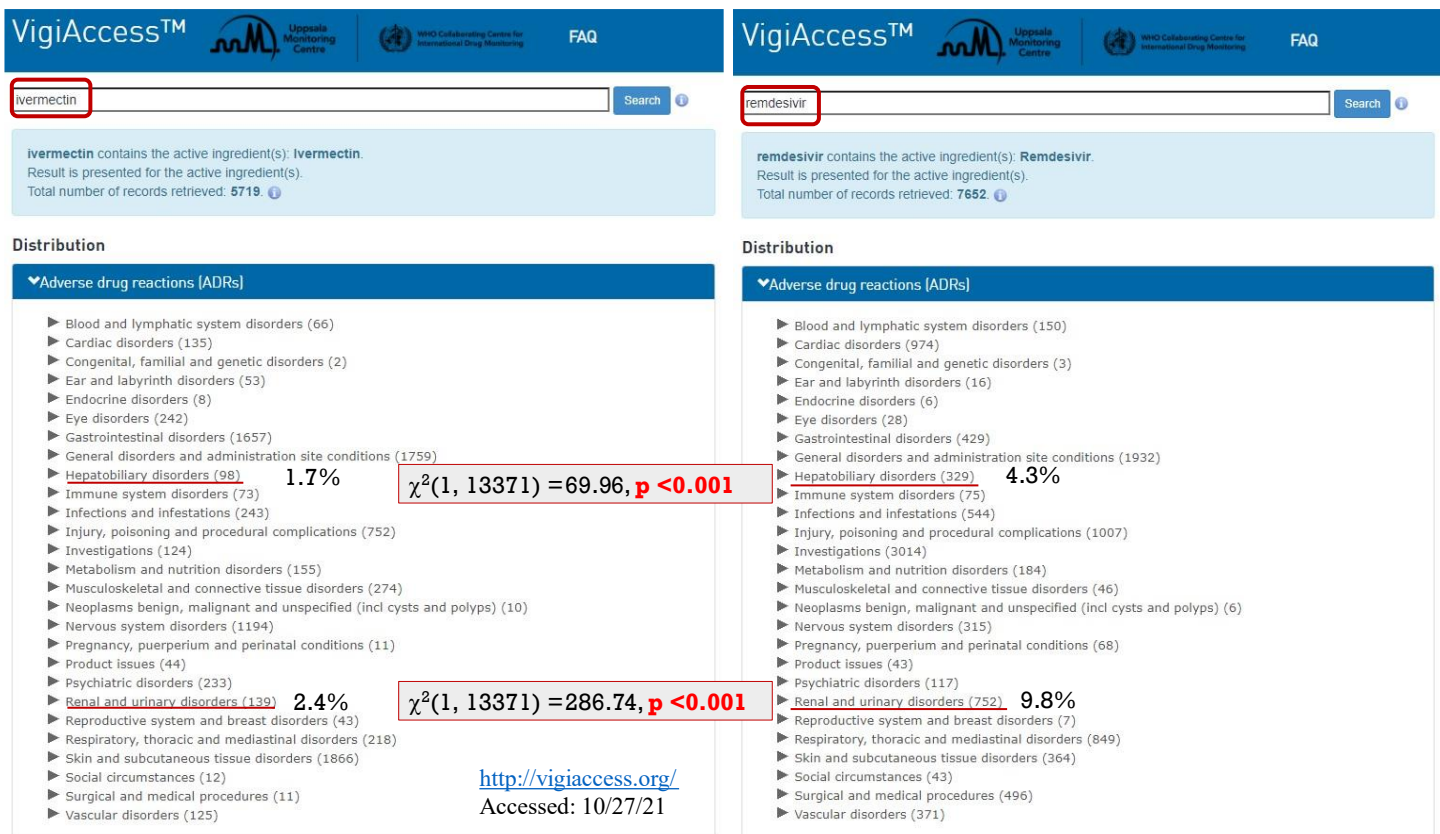 VigiAccess™
Uppsala
Monitoring
Centre
WHO Collaborating Centre for
International Drug Monitoring
FAQ
ivermectin
Search
ivermectin contains the active ingredient(s): Ivermectin.
Result is presented for the active ingredient(s).
Total number of records retrieved: 5719.
Distribution
Adverse drug reactions (ADRs)
Blood and lymphatic system disorders (66)
Cardiac disorders (135)
Congenital, familial and genetic disorders (2)
Ear and labyrinth disorders (53)
Endocrine disorders (8)
Eye disorders (242)
Gastrointestinal disorders (1657)
General disorders and administration site conditions (1759)
Hepatobiliary disorders (98) 1.7%
Immune system disorders (73)
Infections and infestations (243)
Injury, poisoning and procedural complications (752)
Investigations (124)
Metabolism and nutrition disorders (155)
Musculoskeletal and connective tissue disorders (274)
Neoplasms benign, malignant and unspecified (incl cysts and polyps) (10)
Nervous system disorders (1194)
Pregnancy, puerperium and perinatal conditions (11)
Product issues (44)
Psychiatric disorders (233)
Renal and urinary disorders (139) 2.4%
Reproductive system and breast disorders (43)
Respiratory, thoracic and mediastinal disorders (218)
Skin and subcutaneous tissue disorders (1866)
Social circumstances (12)
Surgical and medical procedures (11)
Vascular disorders (125)
χ²(1, 13371) =69.96, p <0.001
χ²(1, 13371) =286.74, p <0.001
http://vigiaccess.org/
Accessed: 10/27/21
VigiAccess™
Uppsala
Monitoring
Centre
WHO Collaborating Centre for
International Drug Monitoring
FAQ
remdesivir
Search
remdesivir contains the active ingredient(s): Remdesivir.
Result is presented for the active ingredient(s).
Total number of records retrieved: 7652.
Distribution
Adverse drug reactions (ADRs)
Blood and lymphatic system disorders (150)
Cardiac disorders (974)
Congenital, familial and genetic disorders (3)
Ear and labyrinth disorders (16)
Endocrine disorders (6)
Eye disorders (28)
Gastrointestinal disorders (429)
General disorders and administration site conditions (1932)
Hepatobiliary disorders (329) 4.3%
Immune system disorders (75)
Infections and infestations (544)
Injury, poisoning and procedural complications (1007)
Investigations (3014)
Metabolism and nutrition disorders (184)
Musculoskeletal and connective tissue disorders (46)
Neoplasms benign, malignant and unspecified (incl cysts and polyps) (6)
Nervous system disorders (315)
Pregnancy, puerperium and perinatal conditions (68)
Product issues (43)
Psychiatric disorders (117)
Renal and urinary disorders (752) 9.8%
Reproductive system and breast disorders (7)
Respiratory, thoracic and mediastinal disorders (849)
Skin and subcutaneous tissue disorders (364)
Social circumstances (43)
Surgical and medical procedures (496)
Vascular disorders (371)